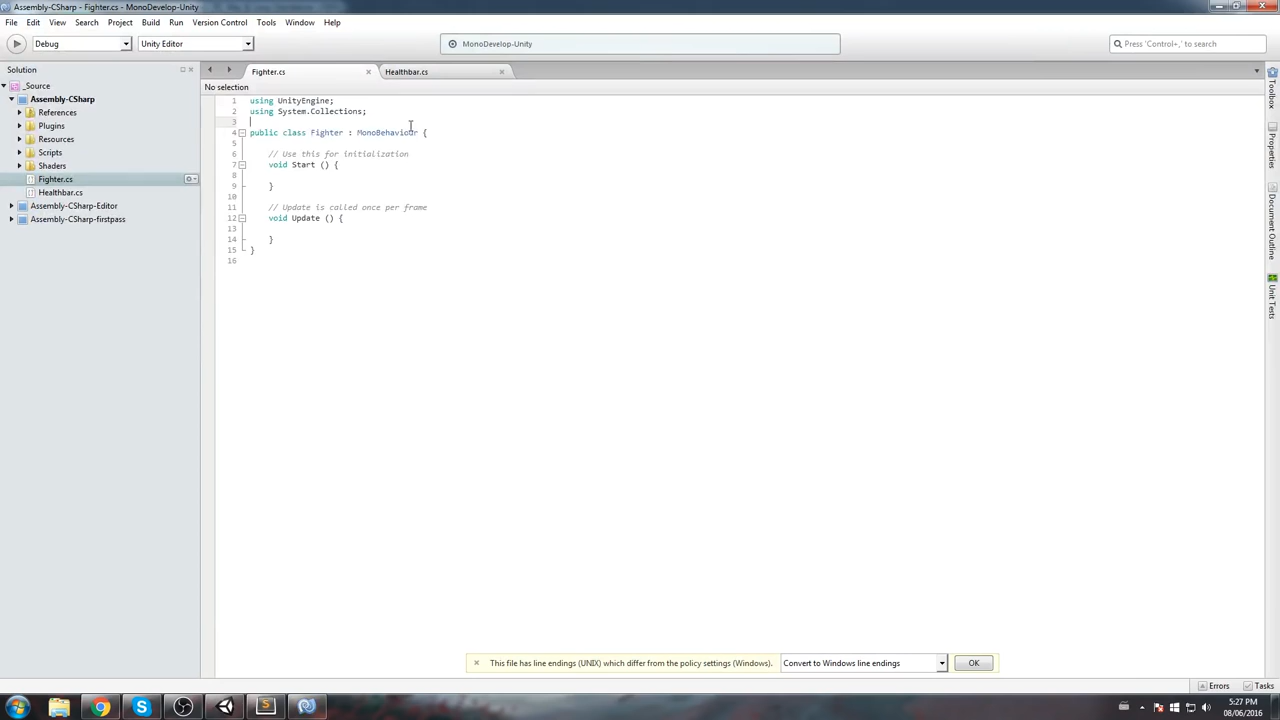 Assembly-CSharp - Fighter.cs - MonoDevelop-Unity
File Edit View Search Project Build Run Version Control Tools Window Help
Debug Unity Editor MonoDevelop-Unity Press 'Control+,' to search
Solution
_Source
Assembly-CSharp
References
Plugins
Resources
Scripts
Shaders
Fighter.cs
Healthbar.cs
Assembly-CSharp-Editor
Assembly-CSharp-firstpass
Fighter.cs Healthbar.cs
No selection
1 using UnityEngine;
2 using System.Collections;
3
4 public class Fighter : MonoBehaviour {
5
6 // Use this for initialization
7 void Start () {
8
9 }
10
11 // Update is called once per frame
12 void Update () {
13
14 }
15 }
16
Toolbox
Properties
Document Outline
Unit Tests
This file has line endings (UNIX) which differ from the policy settings (Windows). Convert to Windows line endings OK
Errors Tasks
5:27 PM
08/06/2016